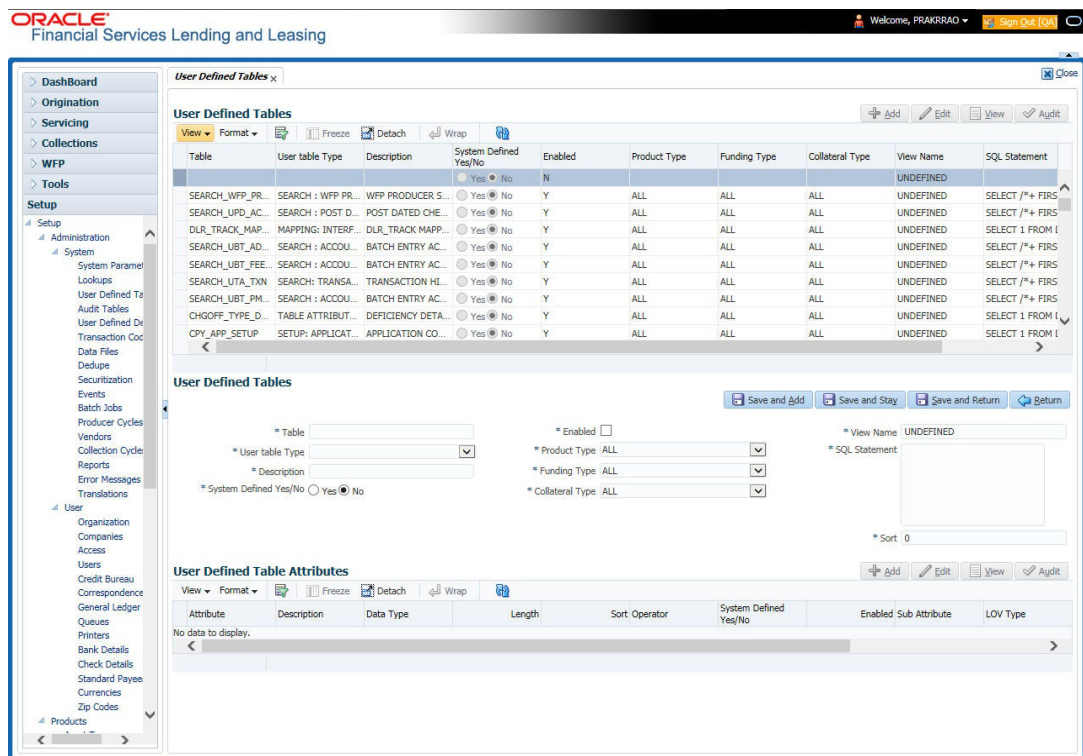 ORACLE
Financial Services Lending and Leasing
Welcome, PRAKRRAO
Sign Out [QA]
DashBoard
Origination
Servicing
Collections
WFP
Tools
Setup
Setup
Administration
System
System Paramet
Lookups
User Defined Ta
Audit Tables
User Defined De
Transaction Cod
Data Files
Dedupe
Securitization
Events
Batch Jobs
Producer Cycles
Vendors
Collection Cycle
Reports
Error Messages
Translations
User
Organization
Companies
Access
Users
Credit Bureau
Correspondence
General Ledger
Queues
Printers
Bank Details
Check Details
Standard Payee
Currencies
Zip Codes
Products
User Defined Tables x
Close
User Defined Tables
Add Edit View Audit
View Format Freeze Detach Wrap
Table User table Type Description System Defined Yes/No Enabled Product Type Funding Type Collateral Type View Name SQL Statement
Yes No N UNDEFINED
SEARCH_WFP_PR... SEARCH : WFP PR... WFP PRODUCER S... Yes No Y ALL ALL ALL UNDEFINED SELECT /*+ FIRS
SEARCH_UPD_AC... SEARCH : POST D... POST DATED CHE... Yes No Y ALL ALL ALL UNDEFINED SELECT /*+ FIRS
DLR_TRACK_MAP... MAPPING: INTERF... DLR_TRACK MAPP... Yes No Y ALL ALL ALL UNDEFINED SELECT 1 FROM
SEARCH_UBT_AD... SEARCH : ACCOU... BATCH ENTRY AC... Yes No Y ALL ALL ALL UNDEFINED SELECT /*+ FIRS
SEARCH_UBT_FEE... SEARCH : ACCOU... BATCH ENTRY AC... Yes No Y ALL ALL ALL UNDEFINED SELECT /*+ FIRS
SEARCH_UTA_TXN SEARCH: TRANSA... TRANSACTION HI... Yes No Y ALL ALL ALL UNDEFINED SELECT /*+ FIRS
SEARCH_UBT_PM... SEARCH : ACCOU... BATCH ENTRY AC... Yes No Y ALL ALL ALL UNDEFINED SELECT /*+ FIRS
CHGOFF_TYPE_D... TABLE ATTRIBUT... DEFICIENCY DETA... Yes No Y ALL ALL ALL UNDEFINED SELECT 1 FROM
CPY_APP_SETUP SETUP: APPLICAT... APPLICATION CO... Yes No Y ALL ALL ALL UNDEFINED SELECT 1 FROM
User Defined Tables
Save and Add Save and Stay Save and Return Return
* Table
* User table Type
* Description
* System Defined Yes/No Yes No
* Enabled
* Product Type ALL
* Funding Type ALL
* Collateral Type ALL
* View Name UNDEFINED
* SQL Statement
* Sort 0
User Defined Table Attributes
Add Edit View Audit
View Format Freeze Detach Wrap
Attribute Description Data Type Length Sort Operator System Defined Yes/No Enabled Sub Attribute LOV Type
No data to display.